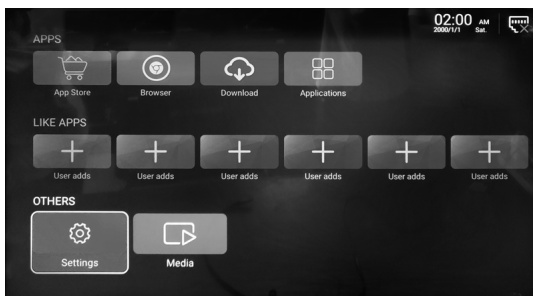 02:00 AM
2000/1/1 Sat.
APPS
App Store Browser Download Applications
LIKE APPS
User adds User adds User adds User adds User adds User adds
OTHERS
Settings Media